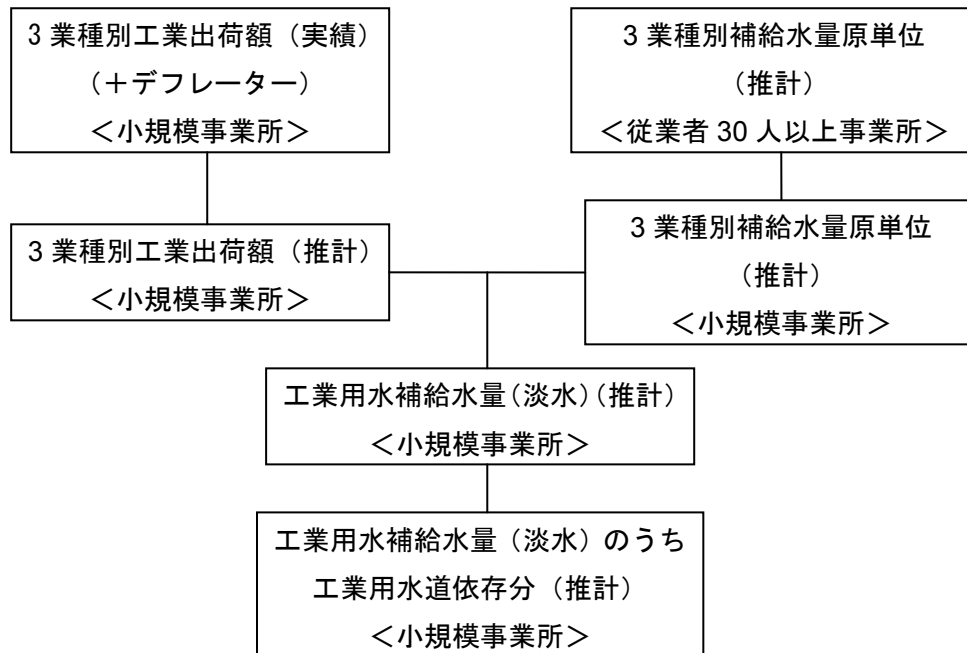 3 業種別工業出荷額（実績）
（＋デフレーター）
＜小規模事業所＞
3 業種別補給水量原単位
（推計）
＜従業者 30 人以上事業所＞
3 業種別工業出荷額（推計）
＜小規模事業所＞
3 業種別補給水量原単位
（推計）
＜小規模事業所＞
工業用水補給水量（淡水）（推計）
＜小規模事業所＞
工業用水補給水量（淡水）のうち
工業用水道依存分（推計）
＜小規模事業所＞